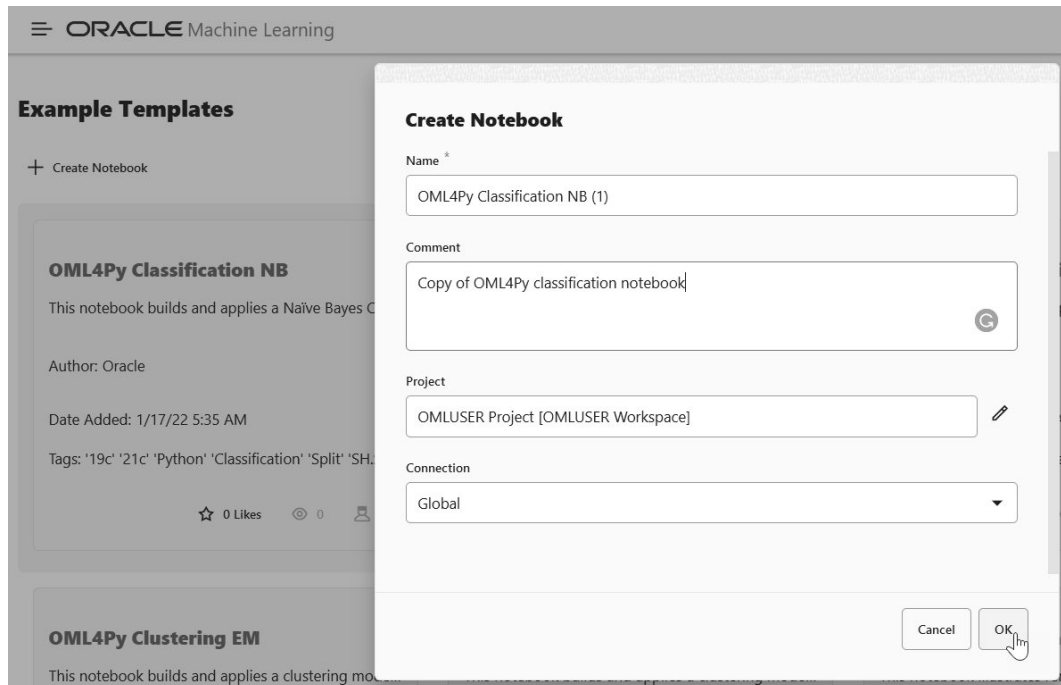 ORACLE Machine Learning
Example Templates
Create Notebook
OML4Py Classification NB
This notebook builds and applies a Naïve Bayes C
Author: Oracle
Date Added: 1/17/22 5:35 AM
Tags: '19c' '21c' 'Python' 'Classification' 'Split' 'SH.
0 Likes
0
OML4Py Clustering EM
This notebook builds and applies a clustering mode...
Create Notebook
Name *
OML4Py Classification NB (1)
Comment
Copy of OML4Py classification notebook
G
Project
OMLUSER Project [OMLUSER Workspace]
Connection
Global
Cancel
OK